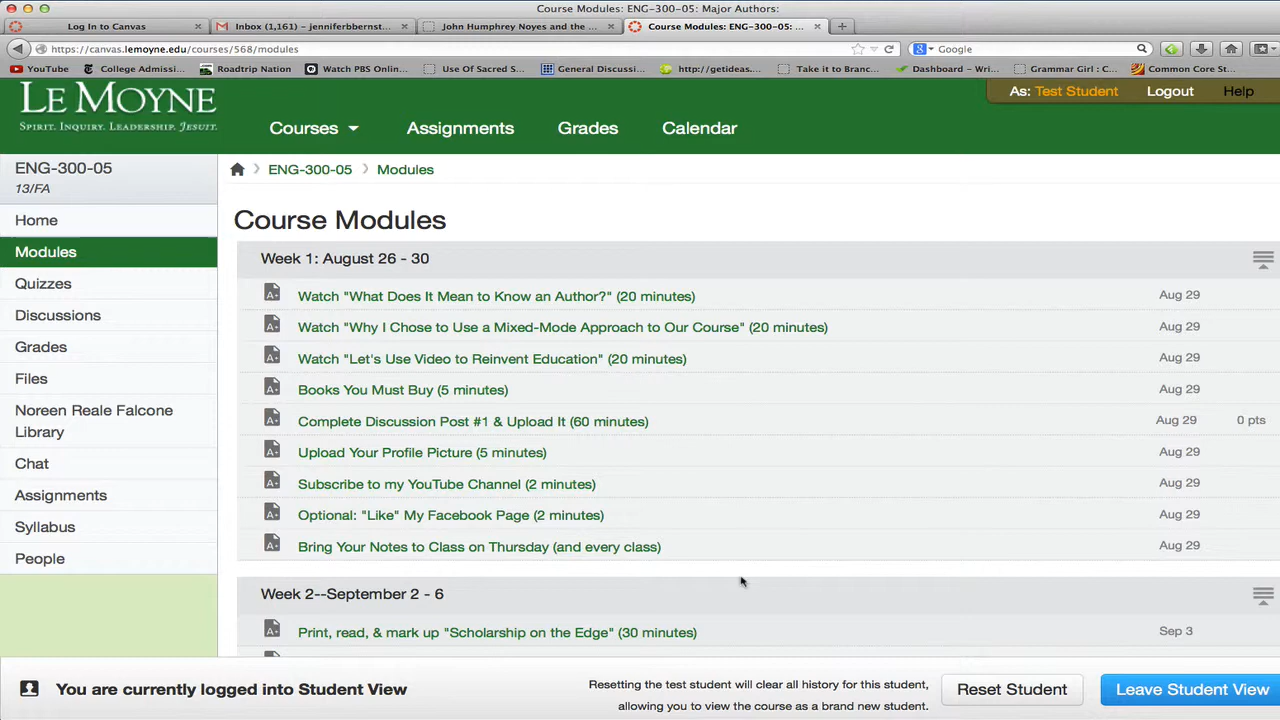 Course Modules: ENG-300-05: Major Authors:
Log In to Canvas
Inbox (1,161) – jenniferbbernst...
John Humphrey Noyes and the ...
Course Modules: ENG-300-05: ...
https://canvas.lemoyne.edu/courses/568/modules
Google
YouTube
College Admissi...
Roadtrip Nation
Watch PBS Onlin...
Use Of Sacred S...
General Discussi...
http://getideas....
Take it to Branc...
Dashboard - Wri...
Grammar Girl : C...
Common Core St...
LE MOYNE
SPIRIT. INQUIRY. LEADERSHIP. JESUIT.
Courses
Assignments
Grades
Calendar
As: Test Student
Logout
Help
ENG-300-05
13/FA
Home
Modules
Quizzes
Discussions
Grades
Files
Noreen Reale Falcone
Library
Chat
Assignments
Syllabus
People
ENG-300-05
Modules
Course Modules
Week 1: August 26 - 30
Watch "What Does It Mean to Know an Author?" (20 minutes) Aug 29
Watch "Why I Chose to Use a Mixed-Mode Approach to Our Course" (20 minutes) Aug 29
Watch "Let's Use Video to Reinvent Education" (20 minutes) Aug 29
Books You Must Buy (5 minutes) Aug 29
Complete Discussion Post #1 & Upload It (60 minutes) Aug 29 0 pts
Upload Your Profile Picture (5 minutes) Aug 29
Subscribe to my YouTube Channel (2 minutes) Aug 29
Optional: "Like" My Facebook Page (2 minutes) Aug 29
Bring Your Notes to Class on Thursday (and every class) Aug 29
Week 2--September 2 - 6
Print, read, & mark up "Scholarship on the Edge" (30 minutes) Sep 3
You are currently logged into Student View
Resetting the test student will clear all history for this student,
allowing you to view the course as a brand new student.
Reset Student
Leave Student View